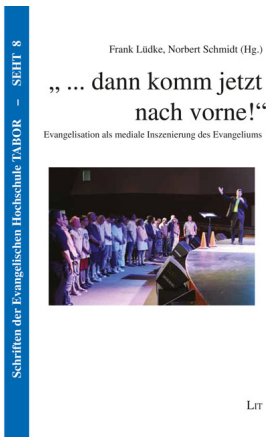 Schriften der Evangelischen Hochschule TABOR – SEHT 8
Frank Lüdke, Norbert Schmidt (Hg.)
„ ... dann komm jetzt
nach vorne!“
Evangelisation als mediale Inszenierung des Evangeliums
LIT